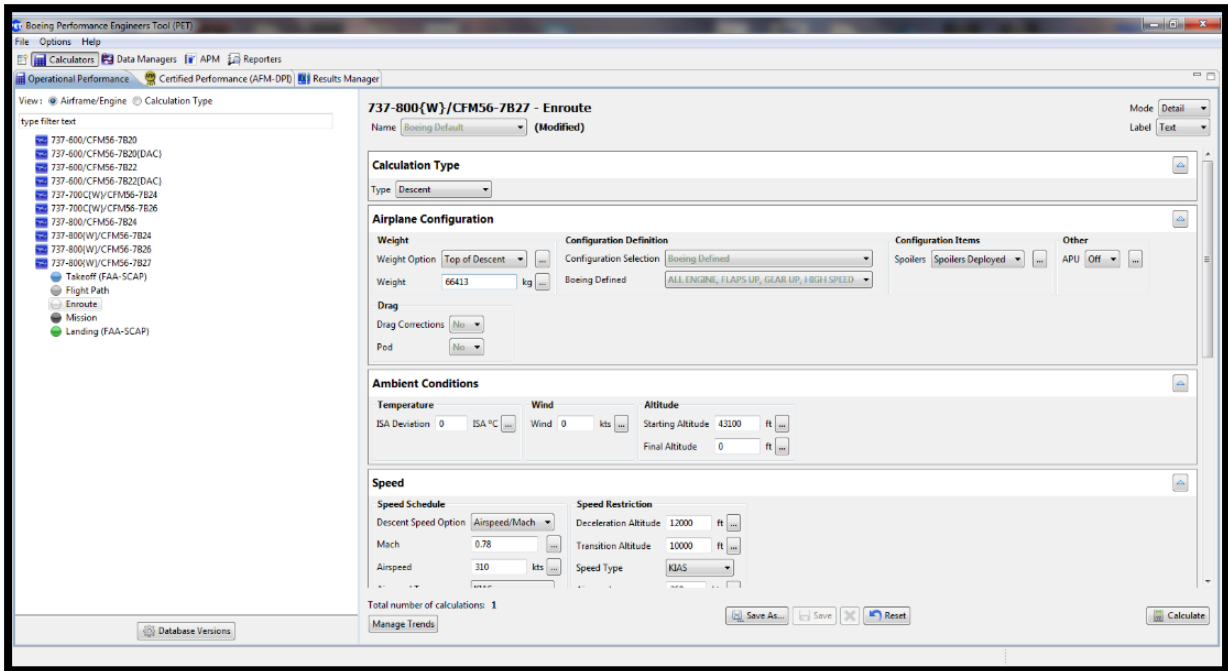 Boeing Performance Engineers Tool (PET)
File Options Help
Calculators Data Managers APM Reporters
Operational Performance Certified Performance (AFM-DPI) Results Manager
View: Airframe/Engine Calculation Type
type filter text
737-600/CFM56-7B20
737-600/CFM56-7B20{DAC}
737-600/CFM56-7B22
737-600/CFM56-7B22{DAC}
737-700C{W}/CFM56-7B24
737-700C{W}/CFM56-7B26
737-800/CFM56-7B24
737-800{W}/CFM56-7B24
737-800{W}/CFM56-7B26
737-800{W}/CFM56-7B27
Takeoff (FAA-SCAP)
Flight Path
Enroute
Mission
Landing (FAA-SCAP)
Database Versions
737-800{W}/CFM56-7B27 - Enroute
Mode Detail
Name Boeing Default (Modified)
Label Text
Calculation Type
Type Descent
Airplane Configuration
Weight Configuration Definition Configuration Items Other
Weight Option Top of Descent ... Configuration Selection Boeing Defined Spoilers Spoilers Deployed ... APU Off ...
Weight 66413 kg ... Boeing Defined ALL ENGINE, FLAPS UP, GEAR UP, HIGH SPEED
Drag
Drag Corrections No
Pod No
Ambient Conditions
Temperature Wind Altitude
ISA Deviation 0 ISA °C ... Wind 0 kts ... Starting Altitude 43100 ft ...
Final Altitude 0 ft ...
Speed
Speed Schedule Speed Restriction
Descent Speed Option Airspeed/Mach Deceleration Altitude 12000 ft ...
Mach 0.78 ... Transition Altitude 10000 ft ...
Airspeed 310 kts ... Speed Type KIAS
Total number of calculations: 1
Manage Trends Save As... Save Reset Calculate